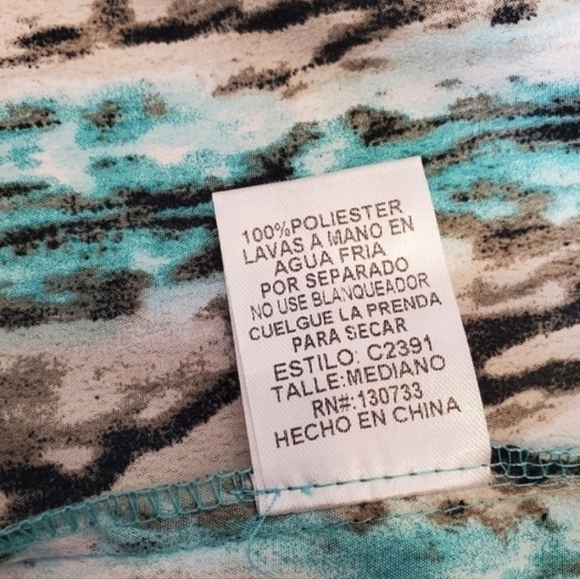 100%POLIESTER
LAVAS A MANO EN
AGUA FRIA
POR SEPARADO
NO USE BLANQUEADOR
CUELGUE LA PRENDA
PARA SECAR
ESTILO: C2391
TALLE:MEDIANO
RN#:130733
HECHO EN CHINA